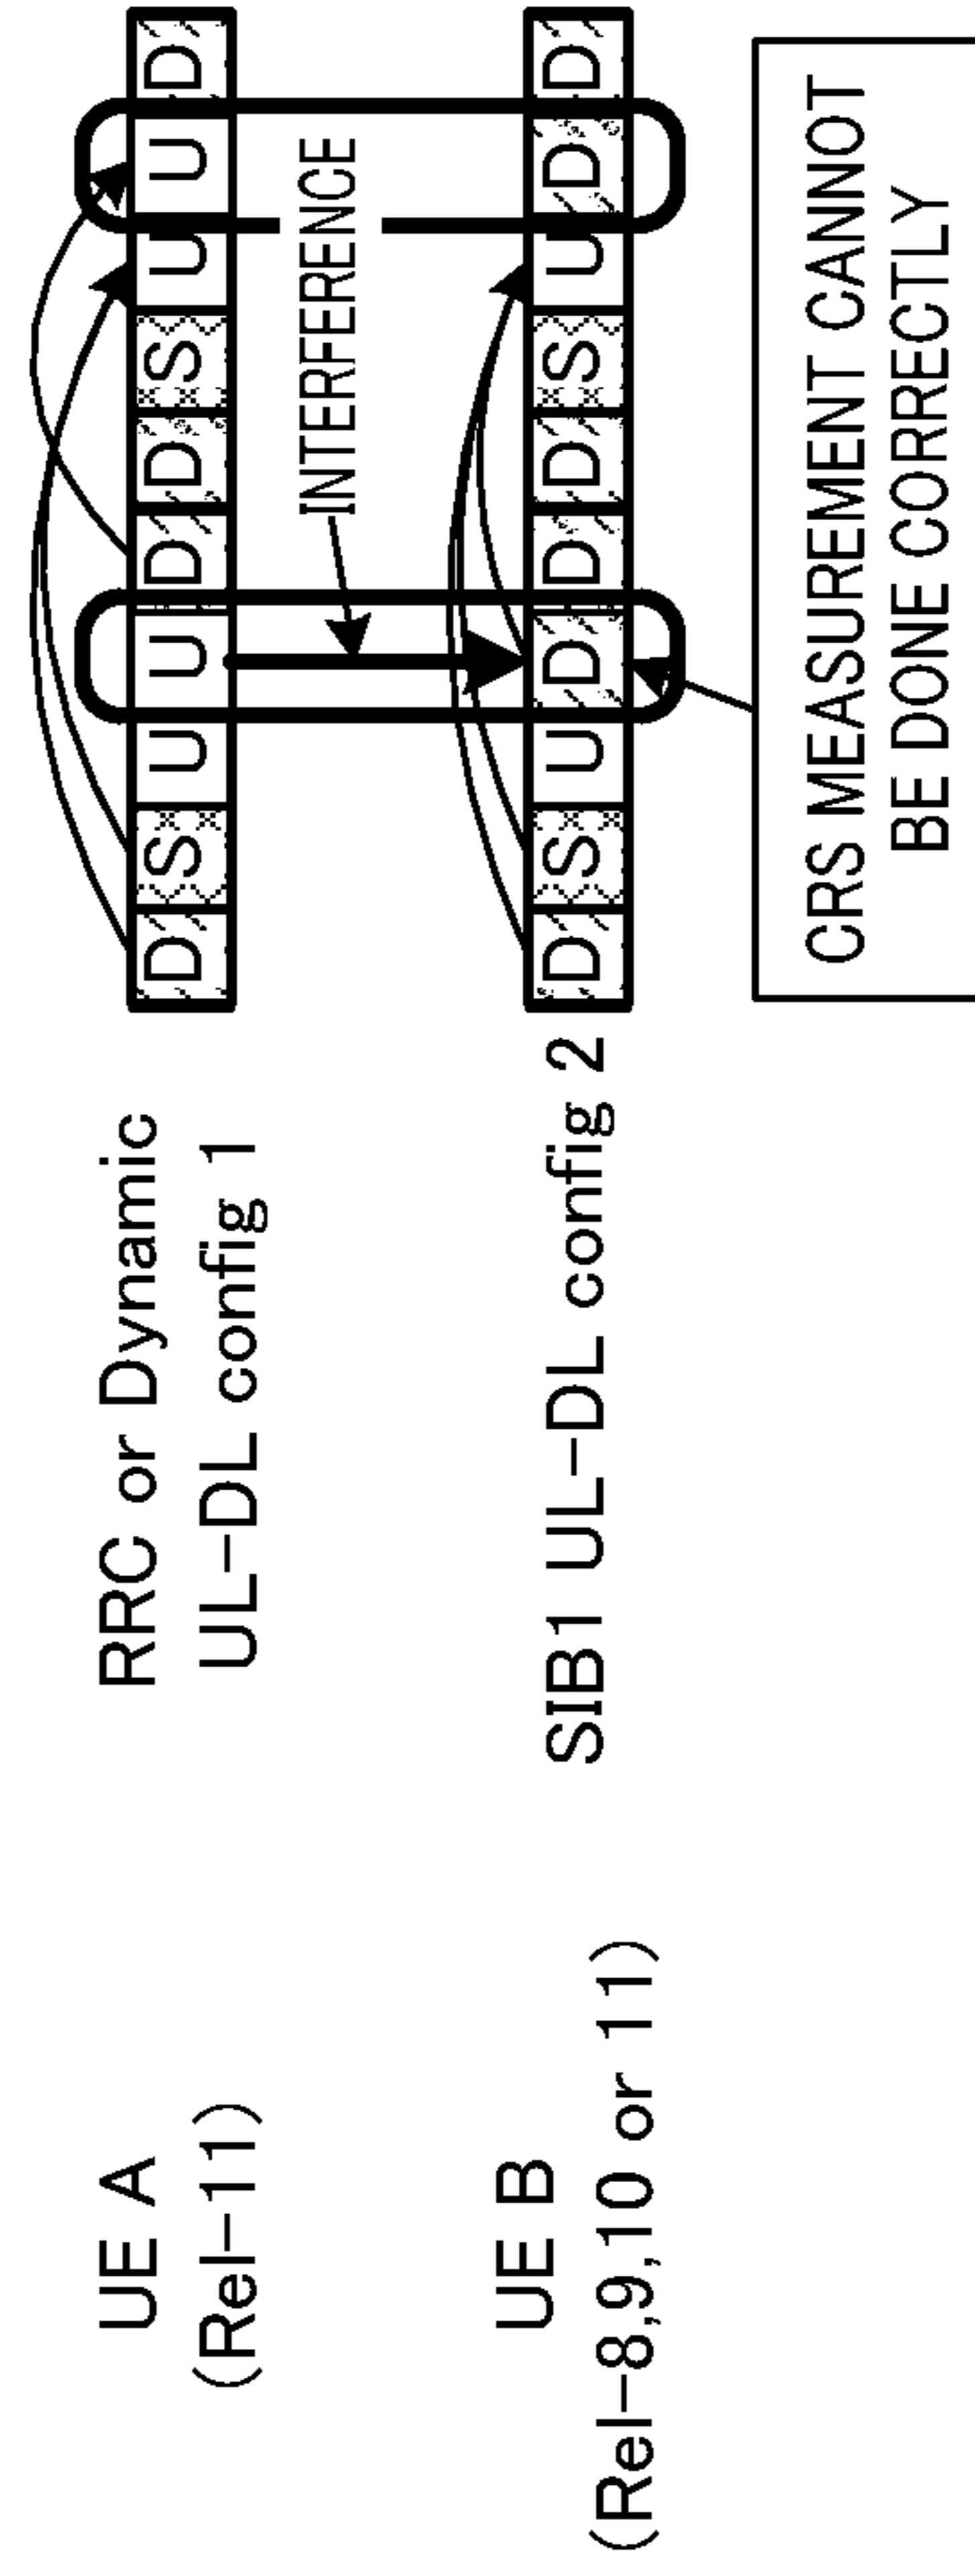 UE A
(Rel-11)
RRC or Dynamic
UL-DL config 1
D S U U D D S U U D
INTERFERENCE
UE B
(Rel-8,9,10 or 11)
SIB1 UL-DL config 2
D S U D D D S U D D
CRS MEASUREMENT CANNOT
BE DONE CORRECTLY